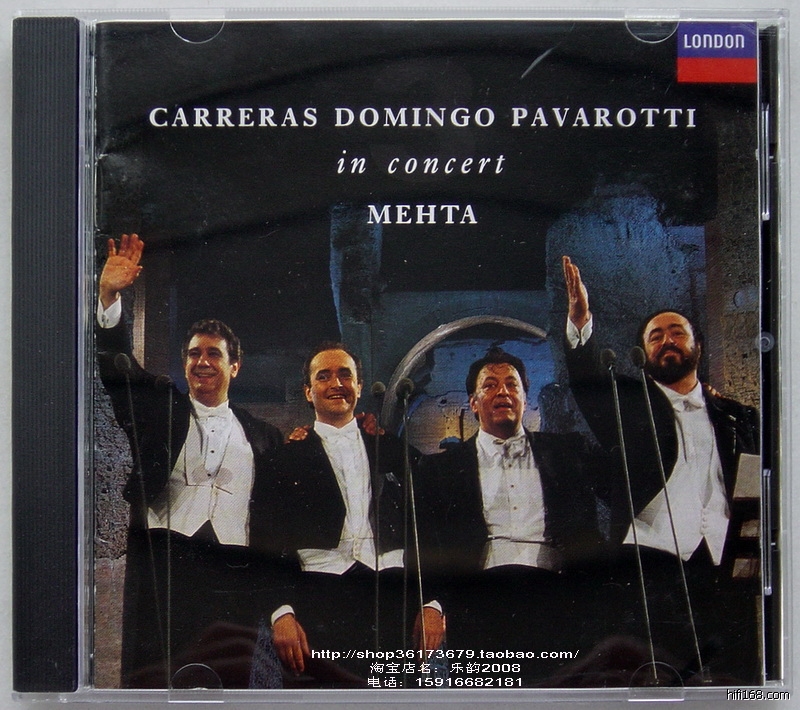 LONDON
CARRERAS DOMINGO PAVAROTTI
in concert
MEHTA
http://shop36173679.taobao.com/
淘宝店名: 乐韵2008
电话: 15916682181
hifi168.com